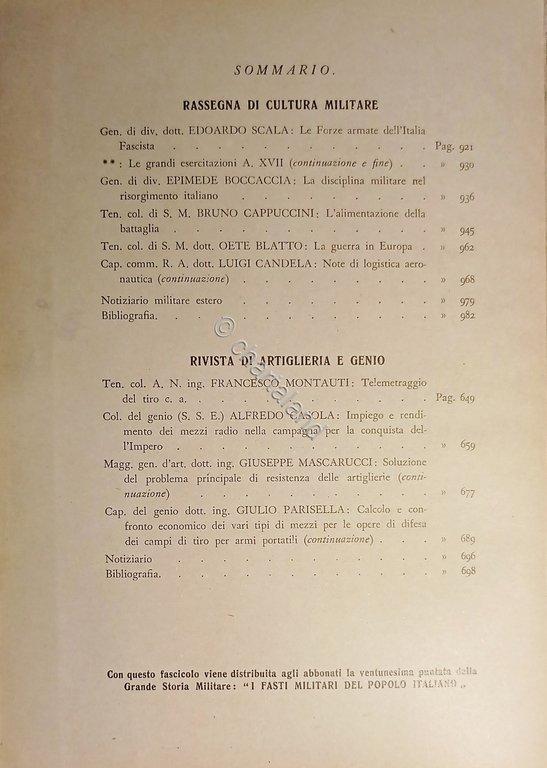 SOMMARIO.
RASSEGNA DI CULTURA MILITARE
Gen. di div. dott. EDOARDO SCALA: Le Forze armate dell'Italia
Fascista . . . . . . . . . . . . Pag. 921
** : Le grandi esercitazioni A. XVII (continuazione e fine) . . » 930
Gen. di div. EPIMEDE BOCCACCIA: La disciplina militare nel
risorgimento italiano . . . . . . . . . » 936
Ten. col. di S. M. BRUNO CAPPUCCINI: L'alimentazione della
battaglia . . . . . . . . . . . . » 945
Ten. col. di S. M. dott. OETE BLATTO: La guerra in Europa . » 962
Cap. comm. R. A. dott. LUIGI CANDELA: Note di logistica aero-
nautica (continuazione) . . . . . . . . . » 968
Notiziario militare estero . . . . . . . . . » 979
Bibliografia. . . . . . . . . . . . . » 982
RIVISTA DI ARTIGLIERIA E GENIO
Ten. col. A. N. ing. FRANCESCO MONTAUTI: Telemetraggio
del tiro c. a. . . . . . . . . . . . Pag. 649
Col. del genio (S. S. E.) ALFREDO CASOLA: Impiego e rendi-
mento dei mezzi radio nella campagna per la conquista del-
l'Impero . . . . . . . . . . . . » 659
Magg. gen. d'art. dott. ing. GIUSEPPE MASCARUCCI: Soluzione
del problema principale di resistenza delle artiglierie (conti-
nuazione) . . . . . . . . . . . . » 677
Cap. del genio dott. ing. GIULIO PARISELLA: Calcolo e con-
fronto economico dei vari tipi di mezzi per le opere di difesa
dei campi di tiro per armi portatili (continuazione) . . . » 689
Notiziario . . . . . . . . . . . . » 696
Bibliografia. . . . . . . . . . . . . » 698
Con questo fascicolo viene distribuita agli abbonati la ventunesima puntata della
Grande Storia Militare: "I FASTI MILITARI DEL POPOLO ITALIANO„
© chartaland